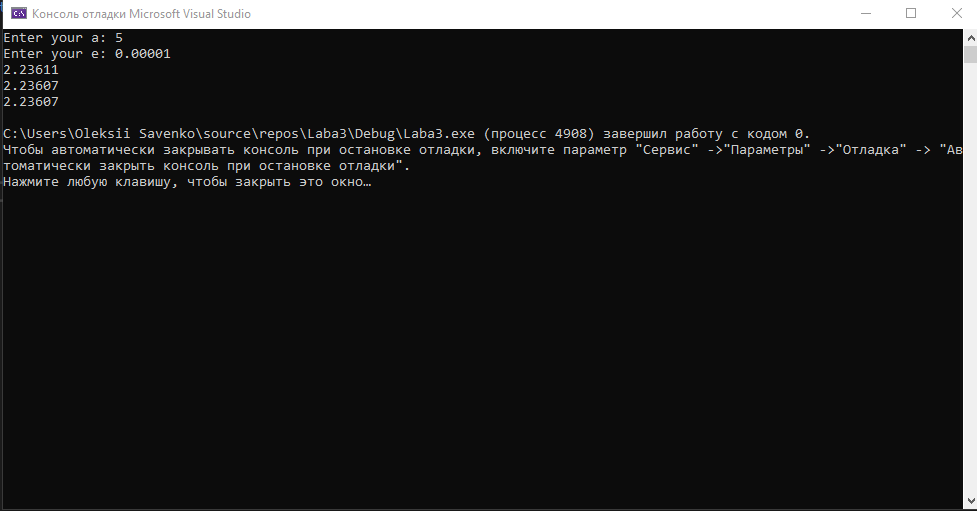 Консоль отладки Microsoft Visual Studio
Enter your a: 5
Enter your e: 0.00001
2.23611
2.23607
2.23607
C:\Users\Oleksii Savenko\source\repos\Laba3\Debug\Laba3.exe (процесс 4908) завершил работу с кодом 0.
Чтобы автоматически закрывать консоль при остановке отладки, включите параметр "Сервис" ->"Параметры" ->"Отладка" -> "Ав
томатически закрыть консоль при остановке отладки".
Нажмите любую клавишу, чтобы закрыть это окно…